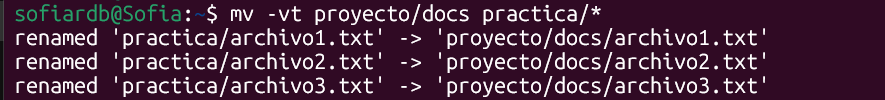 sofiardb@Sofia:~$ mv -vt proyecto/docs practica/*
renamed 'practica/archivo1.txt' -> 'proyecto/docs/archivo1.txt'
renamed 'practica/archivo2.txt' -> 'proyecto/docs/archivo2.txt'
renamed 'practica/archivo3.txt' -> 'proyecto/docs/archivo3.txt'